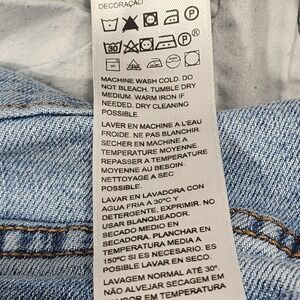 DECORAÇÃO
MACHINE WASH COLD. DO
NOT BLEACH. TUMBLE DRY
MEDIUM. WARM IRON IF
NEEDED. DRY CLEANING
POSSIBLE.
LAVER EN MACHINE A L'EAU
FROIDE. NE PAS BLANCHIR.
SECHER EN MACHINE A
TEMPERATURE MOYENNE
REPASSER A TEMPERATURE
MOYENNE AU BESOIN.
NETTOYAGE A SEC
POSSIBLE.
LAVAR EN LAVADORA CON
AGUA FRIA A 30°C Y
DETERGENTE. EXPRIMIR. NO
USAR BLANQUEADOR.
SECADO MEDIO EN
SECADORA. PLANCHAR EN
TEMPERATURA MEDIA A
150°C SI ES NECESARIO. ES
POSIBLE LAVAR EN SECO.
LAVAGEM NORMAL ATÉ 30°
NÃO ALVEJAR SECAGEM EM
TAMBOR EM TEMPERATURA